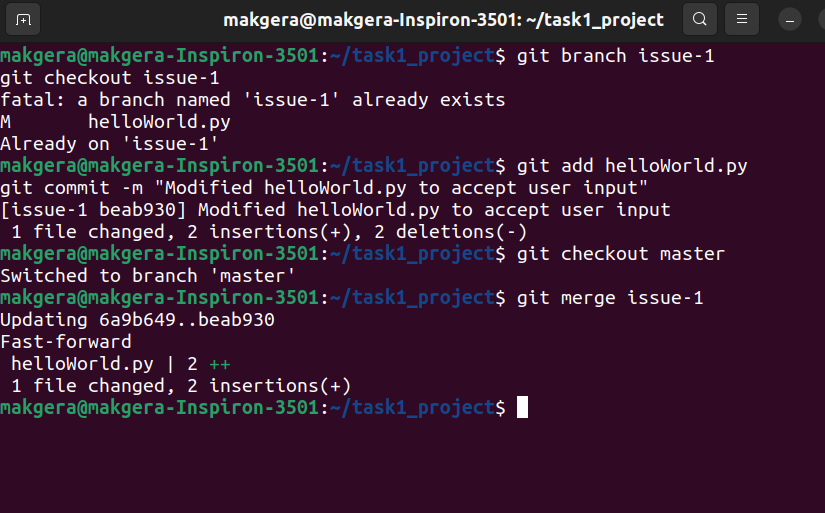 makgera@makgera-Inspiron-3501: ~/task1_project
makgera@makgera-Inspiron-3501:~/task1_project$ git branch issue-1
git checkout issue-1
fatal: a branch named 'issue-1' already exists
M       helloWorld.py
Already on 'issue-1'
makgera@makgera-Inspiron-3501:~/task1_project$ git add helloWorld.py
git commit -m "Modified helloWorld.py to accept user input"
[issue-1 beab930] Modified helloWorld.py to accept user input
 1 file changed, 2 insertions(+), 2 deletions(-)
makgera@makgera-Inspiron-3501:~/task1_project$ git checkout master
Switched to branch 'master'
makgera@makgera-Inspiron-3501:~/task1_project$ git merge issue-1
Updating 6a9b649..beab930
Fast-forward
 helloWorld.py | 2 ++
 1 file changed, 2 insertions(+)
makgera@makgera-Inspiron-3501:~/task1_project$